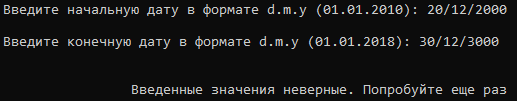 Введите начальную дату в формате d.m.y (01.01.2010): 20/12/2000
Введите конечную дату в формате d.m.y (01.01.2018): 30/12/3000
Введенные значения неверные. Попробуйте еще раз